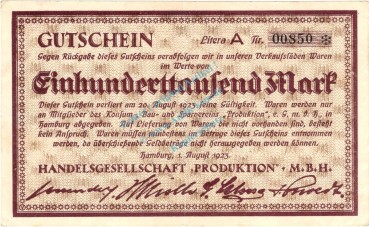 GUTSCHEIN Litera A Nr. 00850 *
Gegen Rückgabe dieses Gutscheins verabfolgen wir in unseren Verkaufsläden Waren
im Werte von
Einhunderttausend Mark
Dieser Gutschein verliert am 20. August 1923 seine Gültigkeit. Waren werden nur
an Mitglieder des Konsum-, Bau- und Sparvereins „Produktion", e. G. m. b. H., in
Hamburg abgegeben. Auf Lieferung von Waren, die nicht vorhanden sind, besteht
kein Anspruch. Waren müssen mindestens im Betrage dieses Gutscheins entnommen
werden, da überschießende Geldbeträge nicht herausgegeben werden können.
Hamburg, 1. August 1923.
HANDELSGESELLSCHAFT „PRODUKTION" M.B.H.